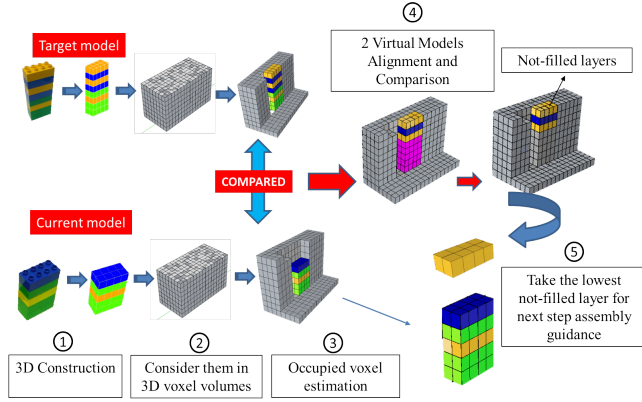 ④
Target model
2 Virtual Models
Alignment and
Comparison
Not-filled layers
COMPARED
Current model
⑤
Take the lowest
not-filled layer for
next step assembly
guidance
①
②
③
3D Construction
Consider them in
3D voxel volumes
Occupied voxel
estimation